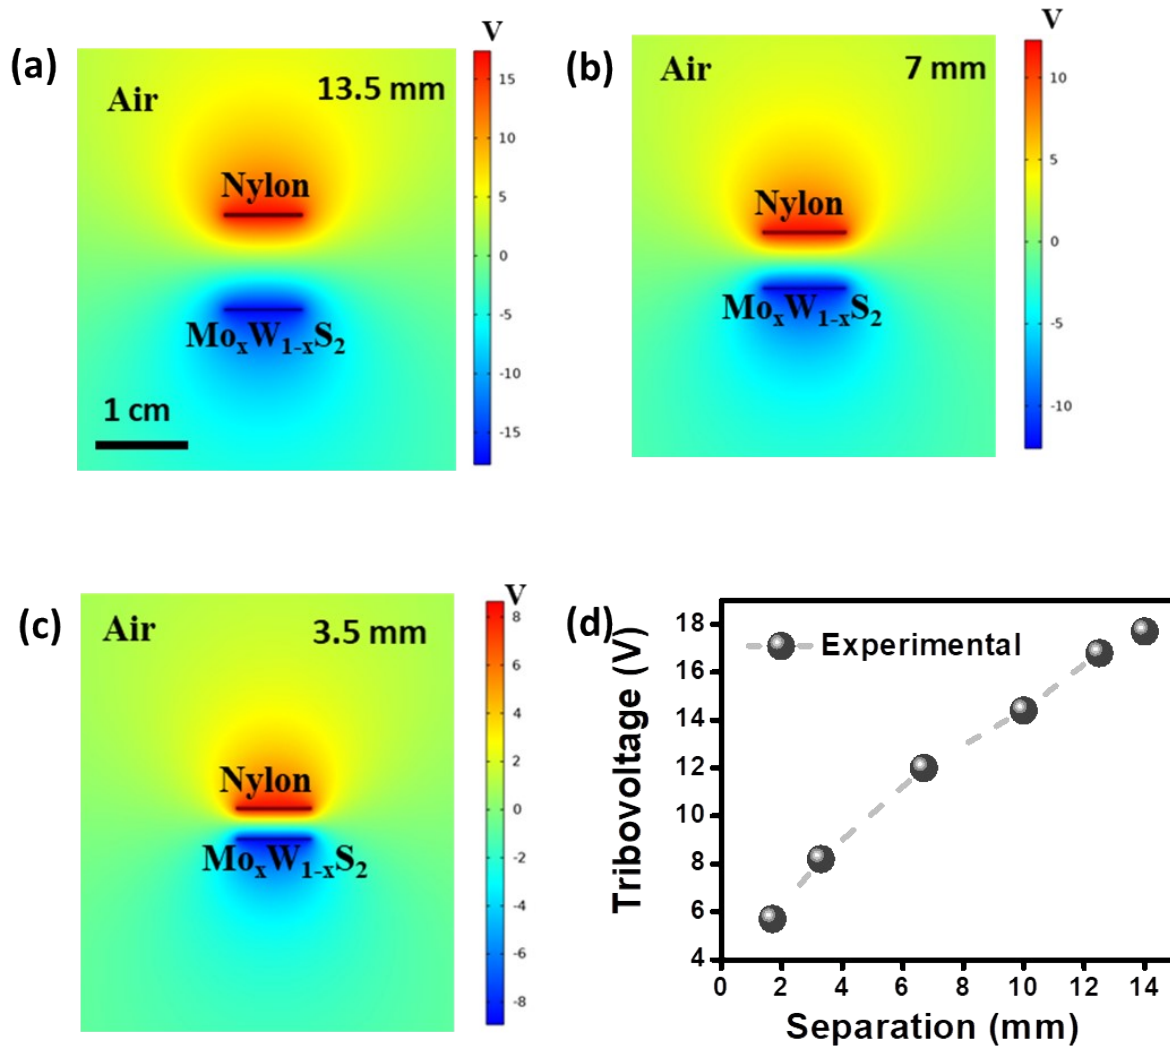 (a)
V
Air
13.5 mm
Nylon
MoₓW₁₋ₓS₂
1 cm
15
10
5
0
-5
-10
-15
(b)
V
Air
7 mm
Nylon
MoₓW₁₋ₓS₂
10
5
0
-5
-10
(c)
V
Air
3.5 mm
Nylon
MoₓW₁₋ₓS₂
8
6
4
2
0
-2
-4
-6
-8
(d)
Experimental
Tribovoltage (V)
18
16
14
12
10
8
6
4
0 2 4 6 8 10 12 14
Separation (mm)